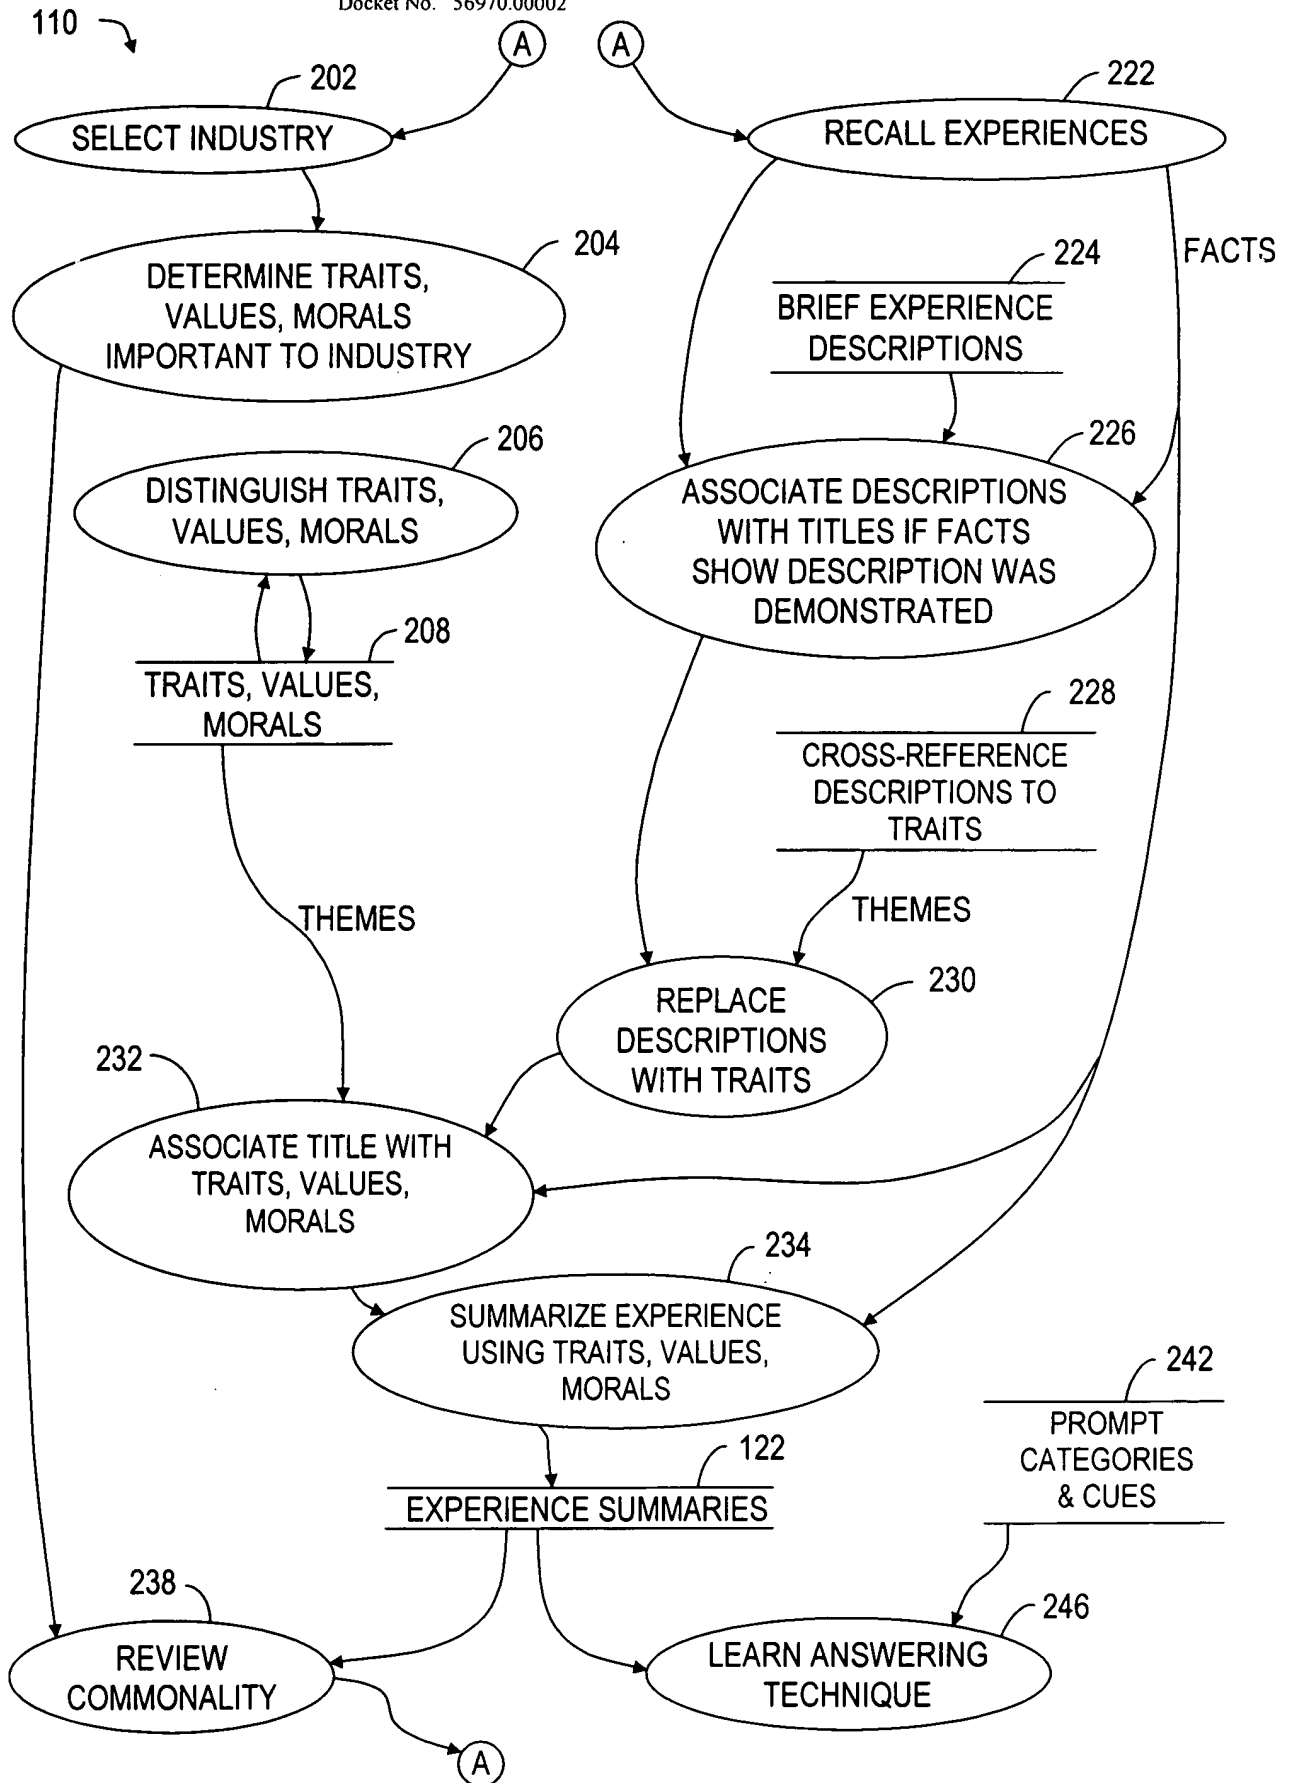 Docket No. 56970.00002
110
A
A
202
SELECT INDUSTRY
222
RECALL EXPERIENCES
FACTS
204
DETERMINE TRAITS,
VALUES, MORALS
IMPORTANT TO INDUSTRY
224
BRIEF EXPERIENCE
DESCRIPTIONS
206
DISTINGUISH TRAITS,
VALUES, MORALS
226
ASSOCIATE DESCRIPTIONS
WITH TITLES IF FACTS
SHOW DESCRIPTION WAS
DEMONSTRATED
208
TRAITS, VALUES,
MORALS
228
CROSS-REFERENCE
DESCRIPTIONS TO
TRAITS
THEMES
THEMES
230
REPLACE
DESCRIPTIONS
WITH TRAITS
232
ASSOCIATE TITLE WITH
TRAITS, VALUES,
MORALS
234
SUMMARIZE EXPERIENCE
USING TRAITS, VALUES,
MORALS
242
PROMPT
CATEGORIES
& CUES
122
EXPERIENCE SUMMARIES
238
REVIEW
COMMONALITY
246
LEARN ANSWERING
TECHNIQUE
A